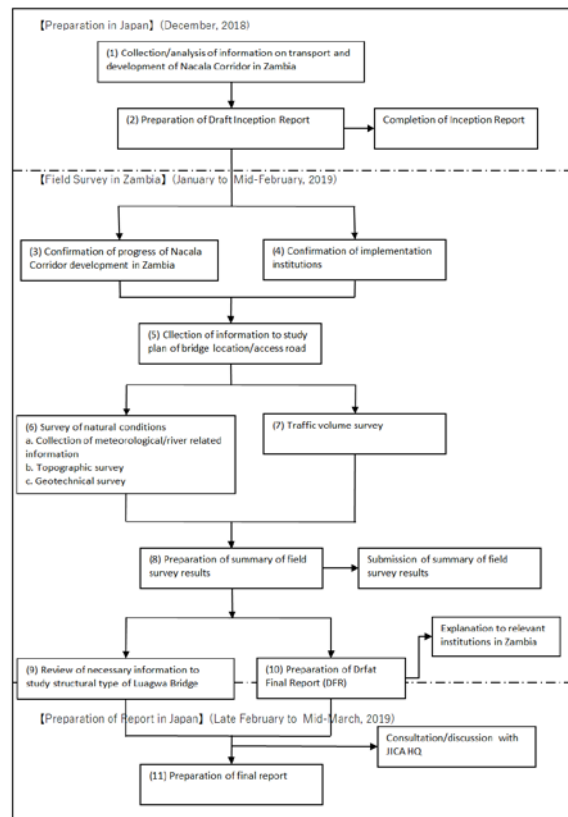 【Preparation in Japan】(December, 2018)
(1) Collection/analysis of information on transport and
development of Nacala Corridor in Zambia
(2) Preparation of Draft Inception Report
Completion of Inception Report
【Field Survey in Zambia】(January to Mid-February, 2019)
(3) Confirmation of progress of Nacala
Corridor development in Zambia
(4) Confirmation of implementation
institutions
(5) Cllection of information to study
plan of bridge location/access road
(6) Survey of natural conditions
a. Collection of meteorological/river related
information
b. Topographic survey
c. Geotechnical survey
(7) Traffic volume survey
(8) Preparation of summary of field
survey results
Submission of summary of field
survey results
Explanation to relevant
institutions in Zambia
(9) Review of necessary information to
study structural type of Luagwa Bridge
(10) Preparation of Drfat
Final Report (DFR)
【Preparation of Report in Japan】(Late February to Mid-March, 2019)
Consultation/discussion with
JICA HQ
(11) Preparation of final report